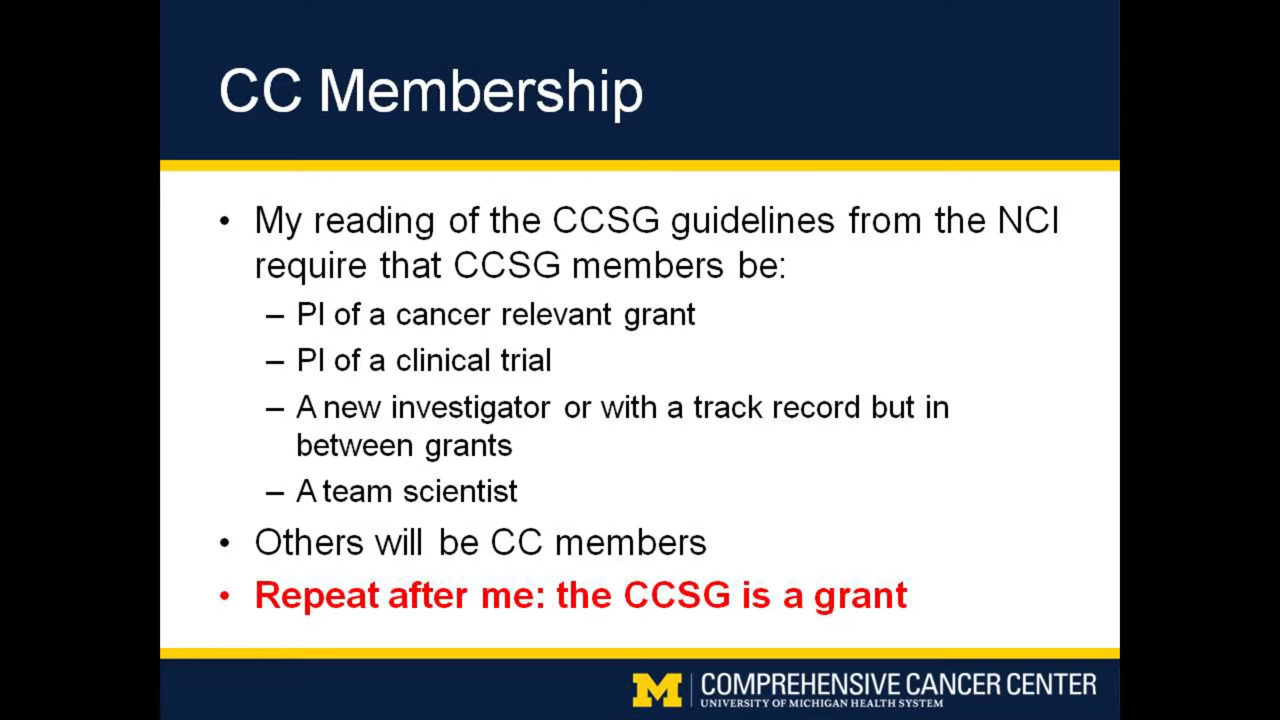 CC Membership
• My reading of the CCSG guidelines from the NCI
require that CCSG members be:
– PI of a cancer relevant grant
– PI of a clinical trial
– A new investigator or with a track record but in
between grants
– A team scientist
• Others will be CC members
• Repeat after me: the CCSG is a grant
M COMPREHENSIVE CANCER CENTER
UNIVERSITY OF MICHIGAN HEALTH SYSTEM